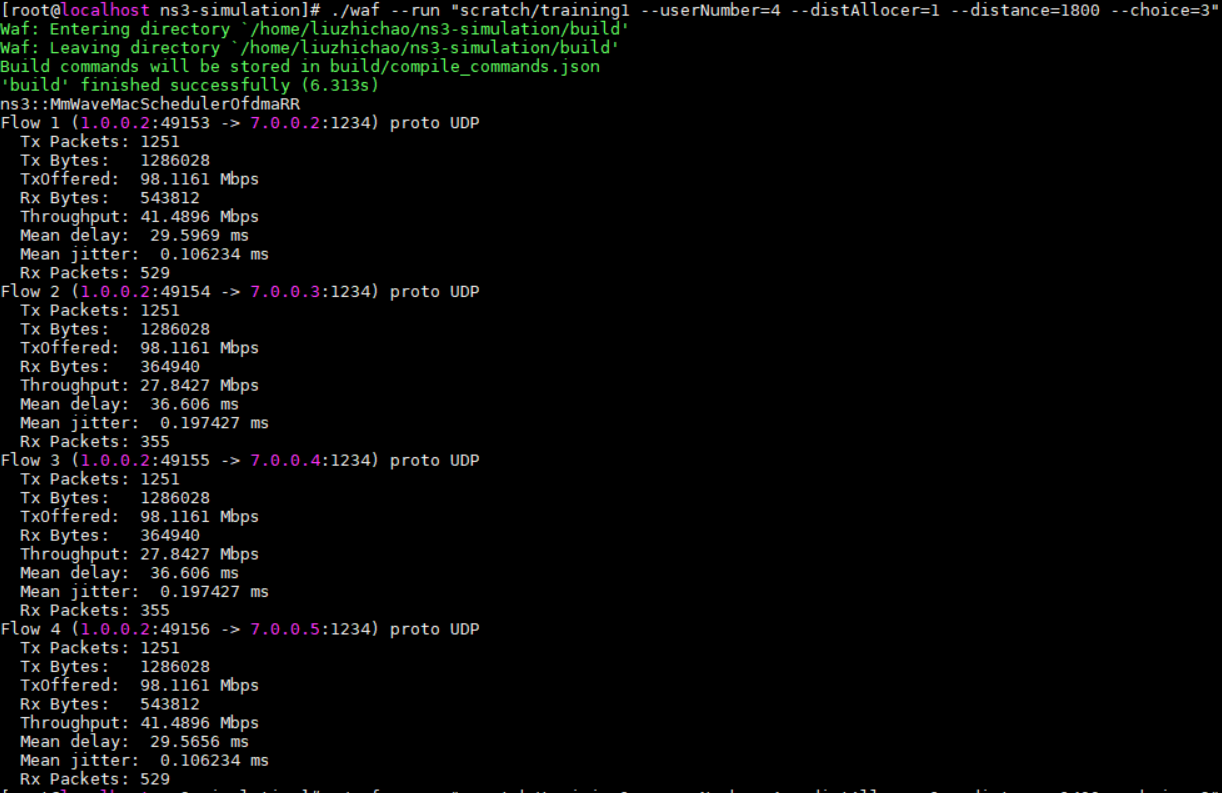 [root@localhost ns3-simulation]# ./waf --run "scratch/training1 --userNumber=4 --distAllocer=1 --distance=1800 --choice=3"
Waf: Entering directory `/home/liuzhichao/ns3-simulation/build'
Waf: Leaving directory `/home/liuzhichao/ns3-simulation/build'
Build commands will be stored in build/compile_commands.json
'build' finished successfully (6.313s)
ns3::MmWaveMacSchedulerOfdmaRR
Flow 1 (1.0.0.2:49153 -> 7.0.0.2:1234) proto UDP
  Tx Packets: 1251
  Tx Bytes:   1286028
  TxOffered:  98.1161 Mbps
  Rx Bytes:   543812
  Throughput: 41.4896 Mbps
  Mean delay:  29.5969 ms
  Mean jitter:  0.106234 ms
  Rx Packets: 529
Flow 2 (1.0.0.2:49154 -> 7.0.0.3:1234) proto UDP
  Tx Packets: 1251
  Tx Bytes:   1286028
  TxOffered:  98.1161 Mbps
  Rx Bytes:   364940
  Throughput: 27.8427 Mbps
  Mean delay:  36.606 ms
  Mean jitter:  0.197427 ms
  Rx Packets: 355
Flow 3 (1.0.0.2:49155 -> 7.0.0.4:1234) proto UDP
  Tx Packets: 1251
  Tx Bytes:   1286028
  TxOffered:  98.1161 Mbps
  Rx Bytes:   364940
  Throughput: 27.8427 Mbps
  Mean delay:  36.606 ms
  Mean jitter:  0.197427 ms
  Rx Packets: 355
Flow 4 (1.0.0.2:49156 -> 7.0.0.5:1234) proto UDP
  Tx Packets: 1251
  Tx Bytes:   1286028
  TxOffered:  98.1161 Mbps
  Rx Bytes:   543812
  Throughput: 41.4896 Mbps
  Mean delay:  29.5656 ms
  Mean jitter:  0.106234 ms
  Rx Packets: 529